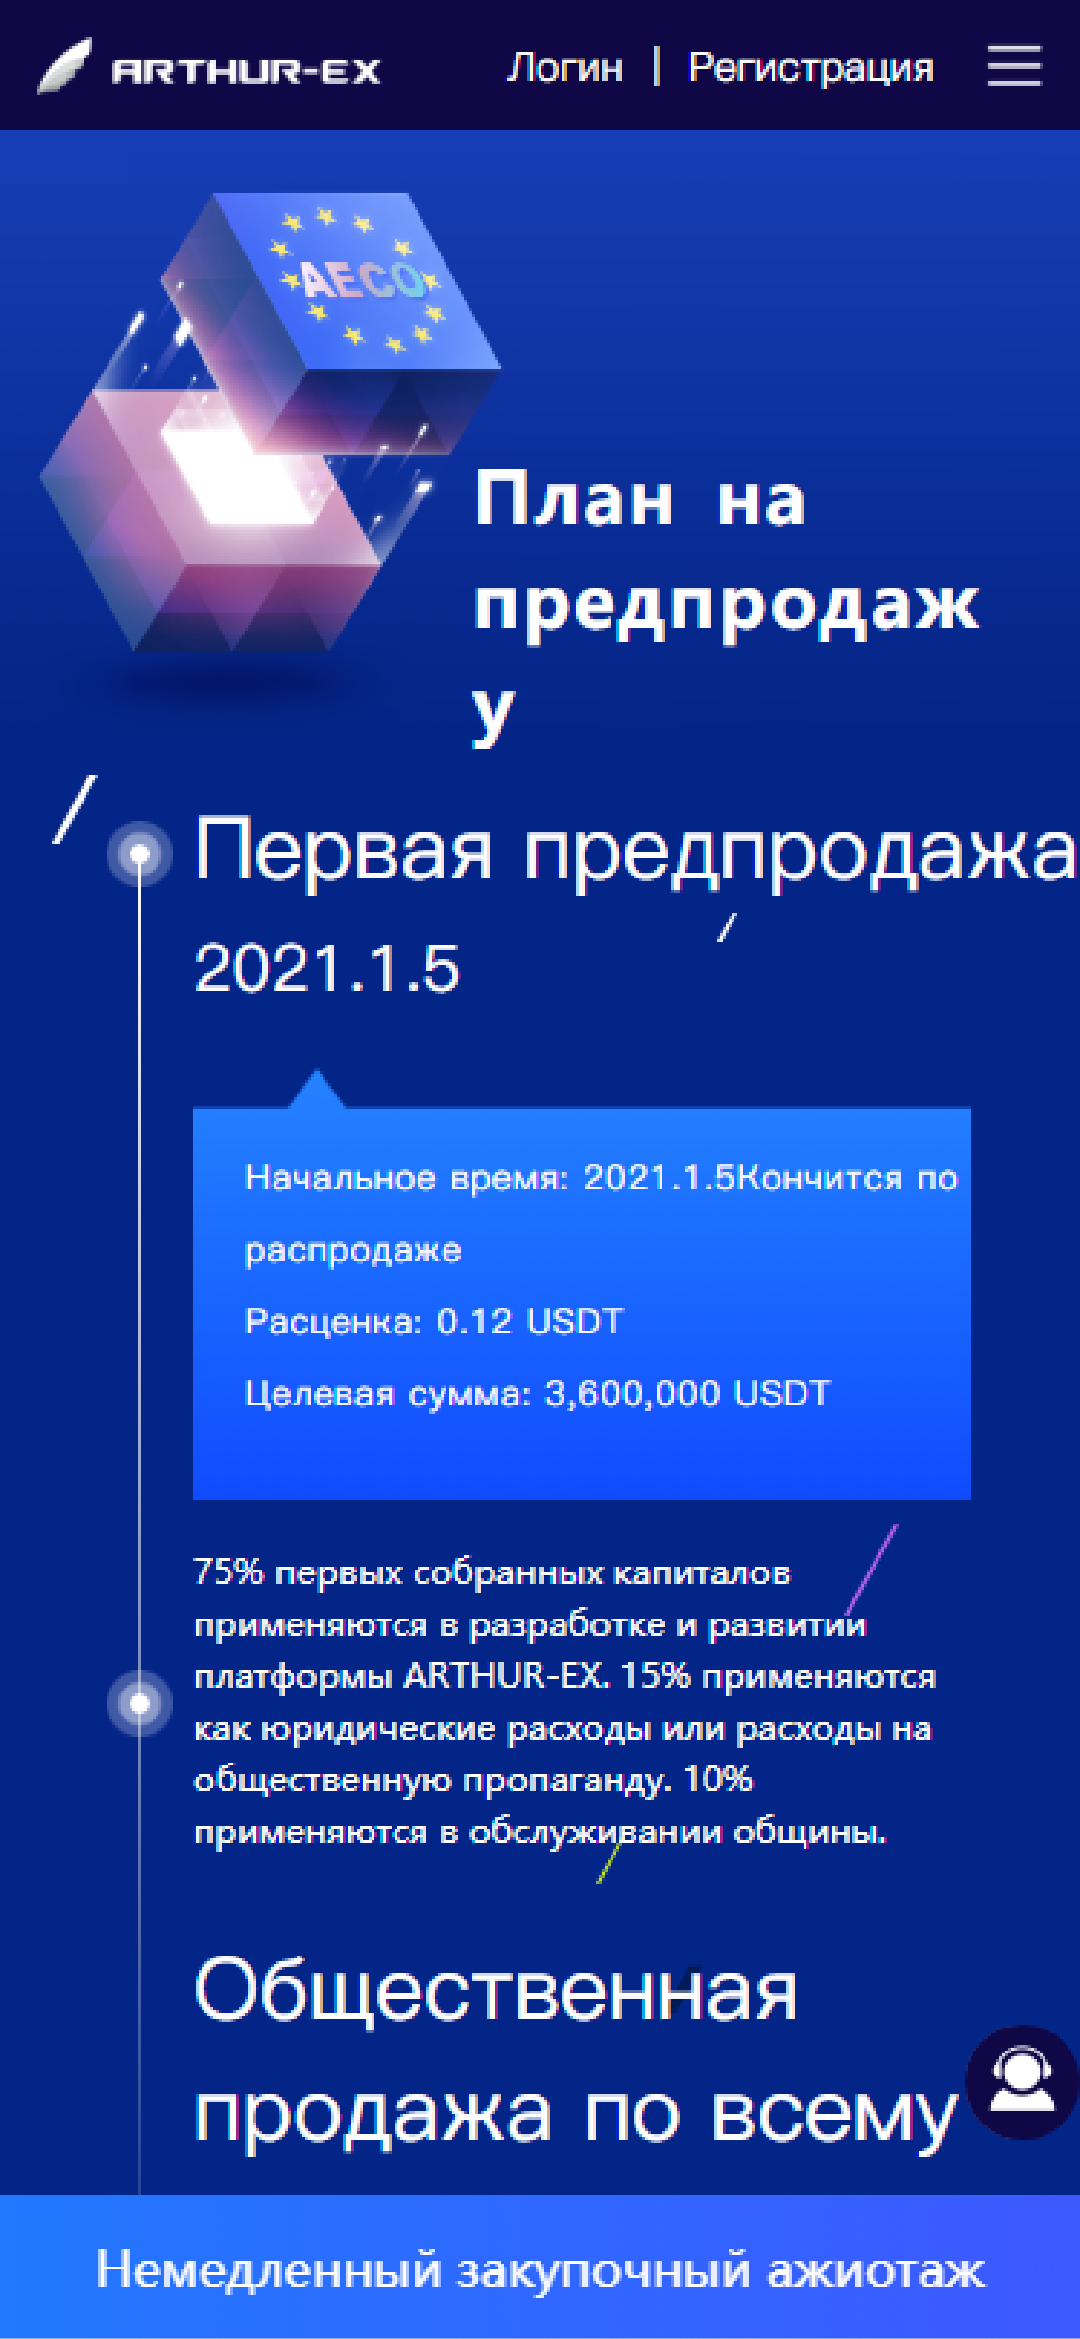 ARTHUR-EX
Логин | Регистрация
AECO
План на
предпродаж
у
Первая предпродажа
2021.1.5
Начальное время: 2021.1.5Кончится по
распродаже
Расценка: 0.12 USDT
Целевая сумма: 3,600,000 USDT
75% первых собранных капиталов
применяются в разработке и развитии
платформы ARTHUR-EX. 15% применяются
как юридические расходы или расходы на
общественную пропаганду. 10%
применяются в обслуживании общины.
Общественная
продажа по всему
Немедленный закупочный ажиотаж